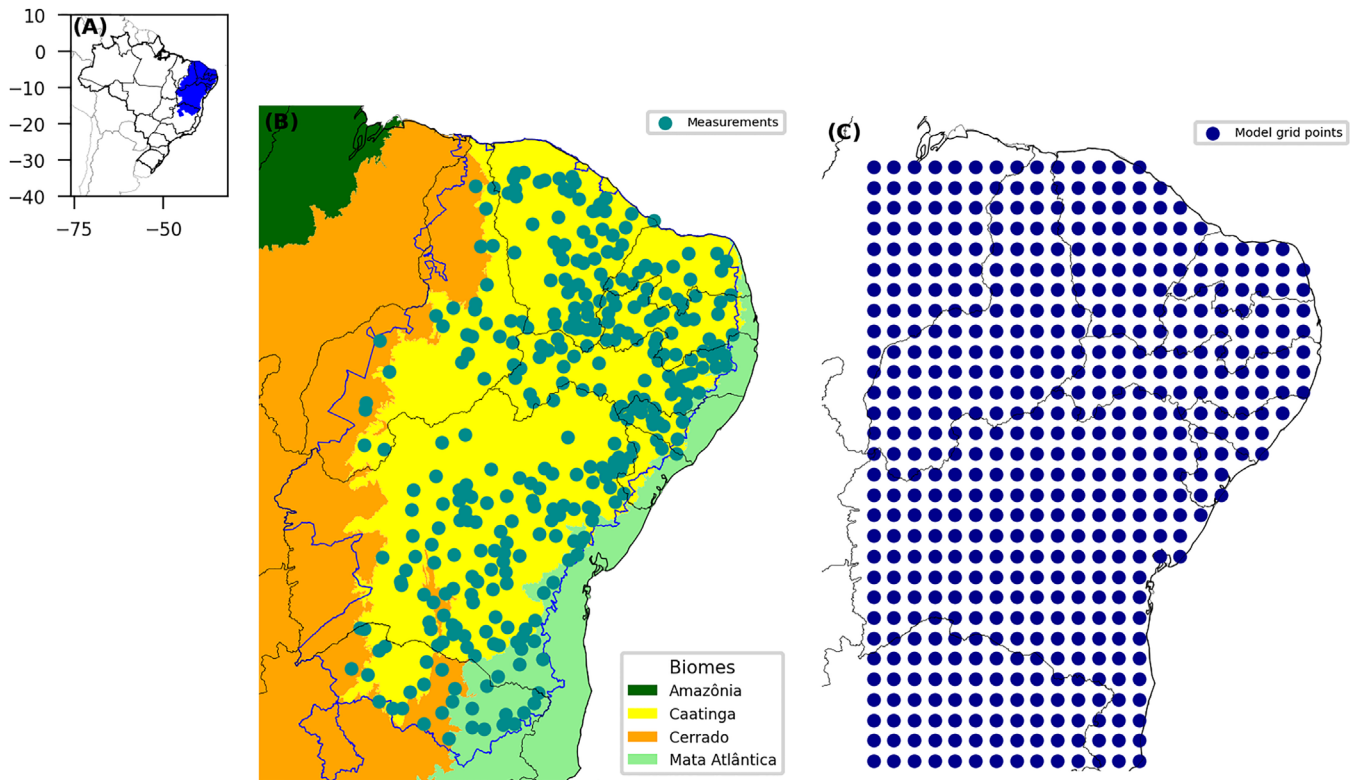 (A)
10
0
−10
−20
−30
−40
−75
−50
(B)
Measurements
Biomes
Amazônia
Caatinga
Cerrado
Mata Atlântica
(C)
Model grid points